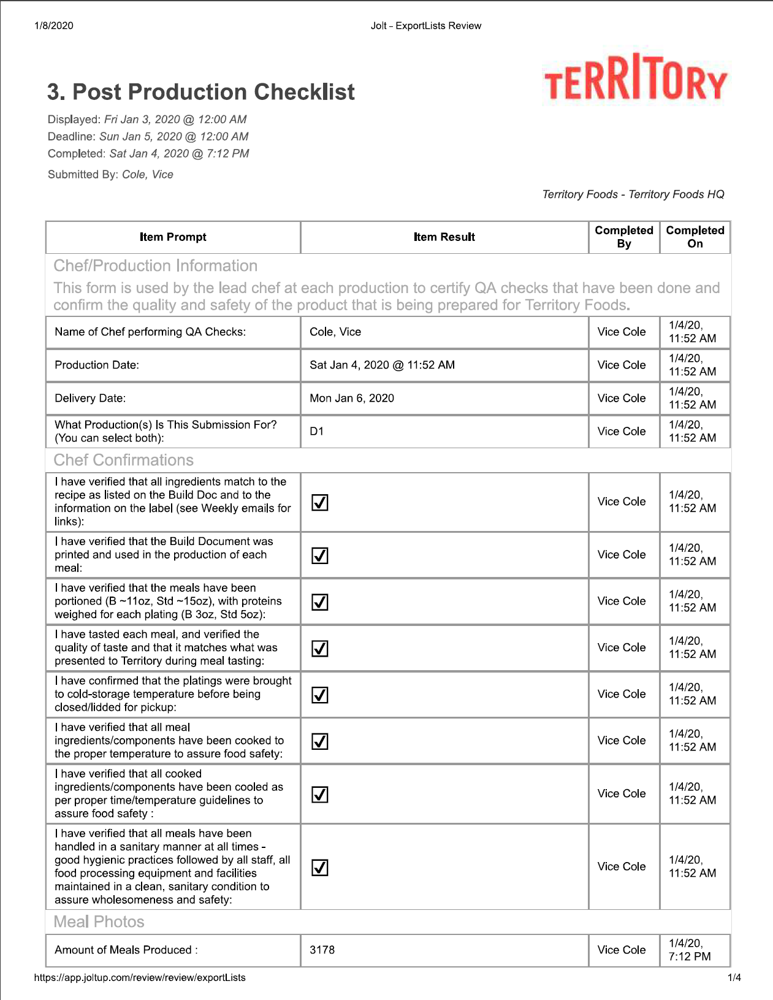 1/8/2020
Jolt – ExportLists Review
TERRITORY
3. Post Production Checklist
Displayed: Fri Jan 3, 2020 @ 12:00 AM
Deadline: Sun Jan 5, 2020 @ 12:00 AM
Completed: Sat Jan 4, 2020 @ 7:12 PM
Submitted By: Cole, Vice
Territory Foods - Territory Foods HQ
Item Prompt
Item Result
Completed
By
Completed
On
Chef/Production Information
This form is used by the lead chef at each production to certify QA checks that have been done and
confirm the quality and safety of the product that is being prepared for Territory Foods.
Name of Chef performing QA Checks:
Cole, Vice
Vice Cole
1/4/20,
11:52 AM
Production Date:
Sat Jan 4, 2020 @ 11:52 AM
Vice Cole
1/4/20,
11:52 AM
Delivery Date:
Mon Jan 6, 2020
Vice Cole
1/4/20,
11:52 AM
What Production(s) Is This Submission For?
(You can select both):
D1
Vice Cole
1/4/20,
11:52 AM
Chef Confirmations
I have verified that all ingredients match to the
recipe as listed on the Build Doc and to the
information on the label (see Weekly emails for
links):
Vice Cole
1/4/20,
11:52 AM
I have verified that the Build Document was
printed and used in the production of each
meal:
Vice Cole
1/4/20,
11:52 AM
I have verified that the meals have been
portioned (B ~11oz, Std ~15oz), with proteins
weighed for each plating (B 3oz, Std 5oz):
Vice Cole
1/4/20,
11:52 AM
I have tasted each meal, and verified the
quality of taste and that it matches what was
presented to Territory during meal tasting:
Vice Cole
1/4/20,
11:52 AM
I have confirmed that the platings were brought
to cold-storage temperature before being
closed/lidded for pickup:
Vice Cole
1/4/20,
11:52 AM
I have verified that all meal
ingredients/components have been cooked to
the proper temperature to assure food safety:
Vice Cole
1/4/20,
11:52 AM
I have verified that all cooked
ingredients/components have been cooled as
per proper time/temperature guidelines to
assure food safety :
Vice Cole
1/4/20,
11:52 AM
I have verified that all meals have been
handled in a sanitary manner at all times -
good hygienic practices followed by all staff, all
food processing equipment and facilities
maintained in a clean, sanitary condition to
assure wholesomeness and safety:
Vice Cole
1/4/20,
11:52 AM
Meal Photos
Amount of Meals Produced :
3178
Vice Cole
1/4/20,
7:12 PM
https://app.joltup.com/review/review/exportLists
1/4